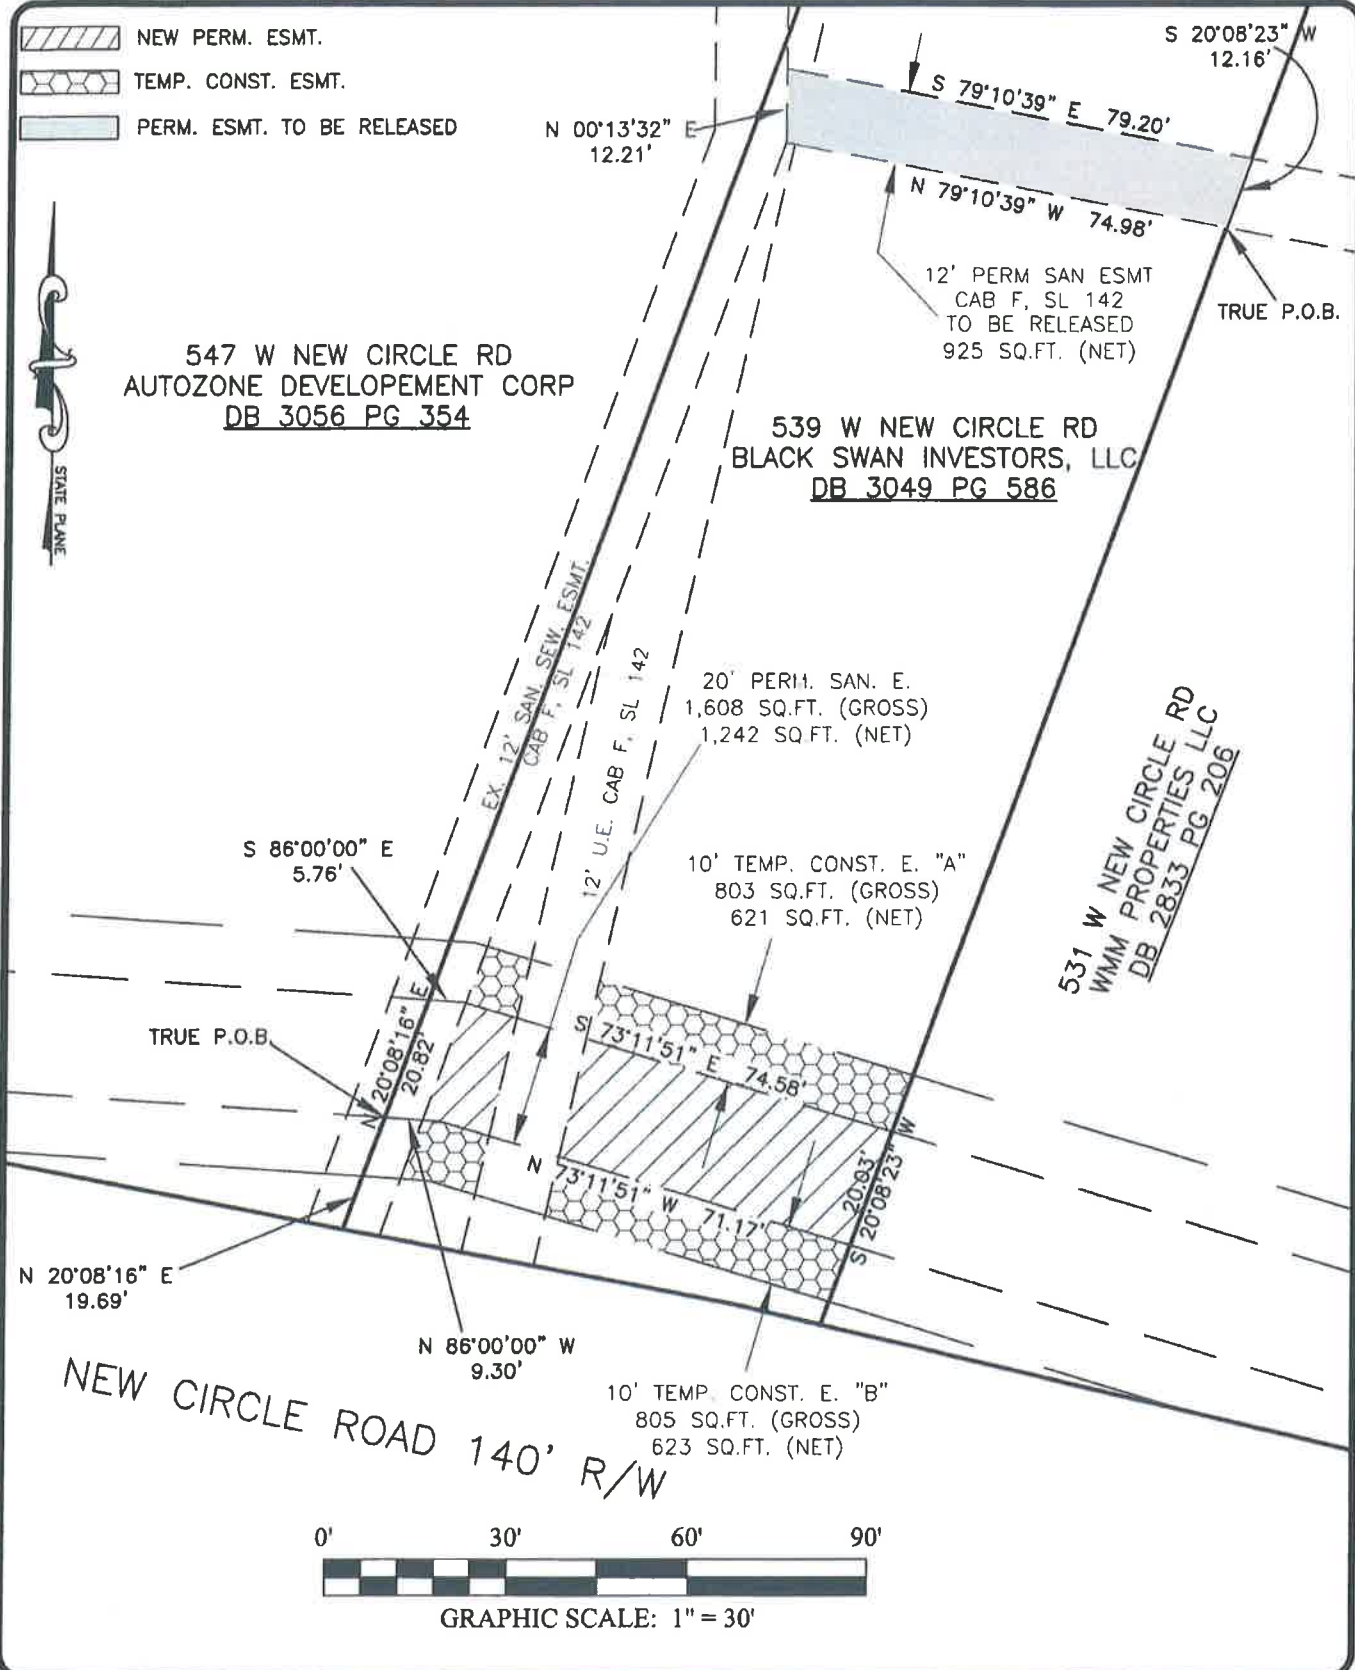 NEW PERM. ESMT.
TEMP. CONST. ESMT.
PERM. ESMT. TO BE RELEASED
S 20°08'23" W
12.16'
N 00°13'32" E
12.21'
S 79°10'39" E 79.20'
N 79°10'39" W 74.98'
12' PERM SAN ESMT
CAB F, SL 142
TO BE RELEASED
925 SQ.FT. (NET)
TRUE P.O.B.
STATE PLANE
547 W NEW CIRCLE RD
AUTOZONE DEVELOPEMENT CORP
DB 3056 PG 354
539 W NEW CIRCLE RD
BLACK SWAN INVESTORS, LLC
DB 3049 PG 586
EX. 12' SAN. SEW. ESMT.
CAB F, SL 142
12' U.E. CAB F, SL 142
20' PERM. SAN. E.
1,608 SQ.FT. (GROSS)
1,242 SQ.FT. (NET)
531 W NEW CIRCLE RD
WMM PROPERTIES LLC
DB 2833 PG 206
S 86°00'00" E
5.76'
10' TEMP. CONST. E. "A"
803 SQ.FT. (GROSS)
621 SQ.FT. (NET)
TRUE P.O.B.
N 20°08'16" E
20.82'
S 73°11'51" E 74.58'
N 73°11'51" W 71.17'
20.03'
S 20°08'23" W
N 20°08'16" E
19.69'
N 86°00'00" W
9.30'
10' TEMP. CONST. E. "B"
805 SQ.FT. (GROSS)
623 SQ.FT. (NET)
NEW CIRCLE ROAD 140' R/W
0' 30' 60' 90'
GRAPHIC SCALE: 1" = 30'